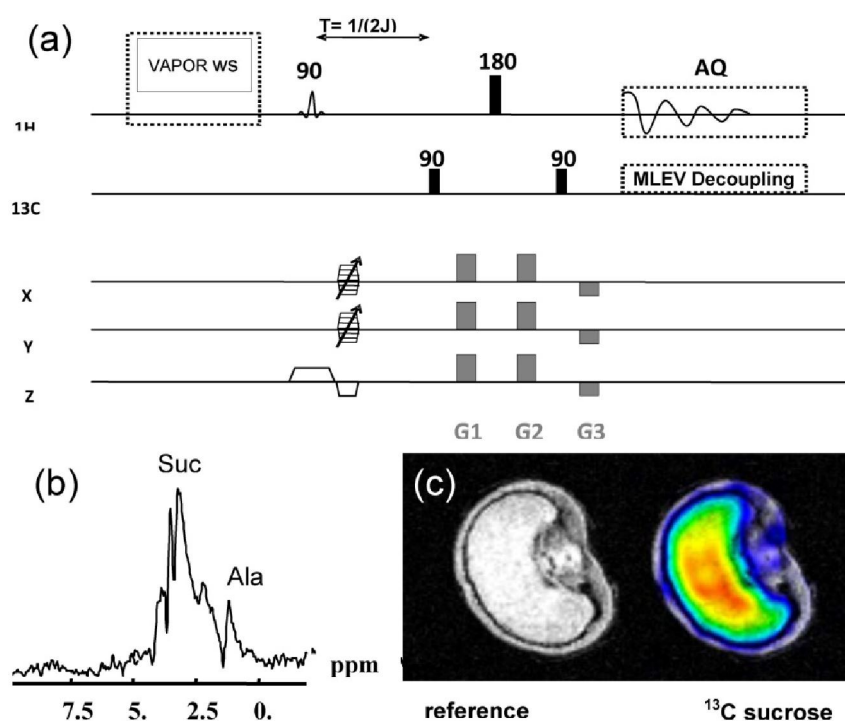 (a)
T= 1/(2J)
VAPOR WS
90
180
AQ
1H
90
90
MLEV Decoupling
13C
X
Y
Z
G1 G2 G3
(b)
Suc
Ala
ppm
7.5 5. 2.5 0.
(c)
reference
13C sucrose